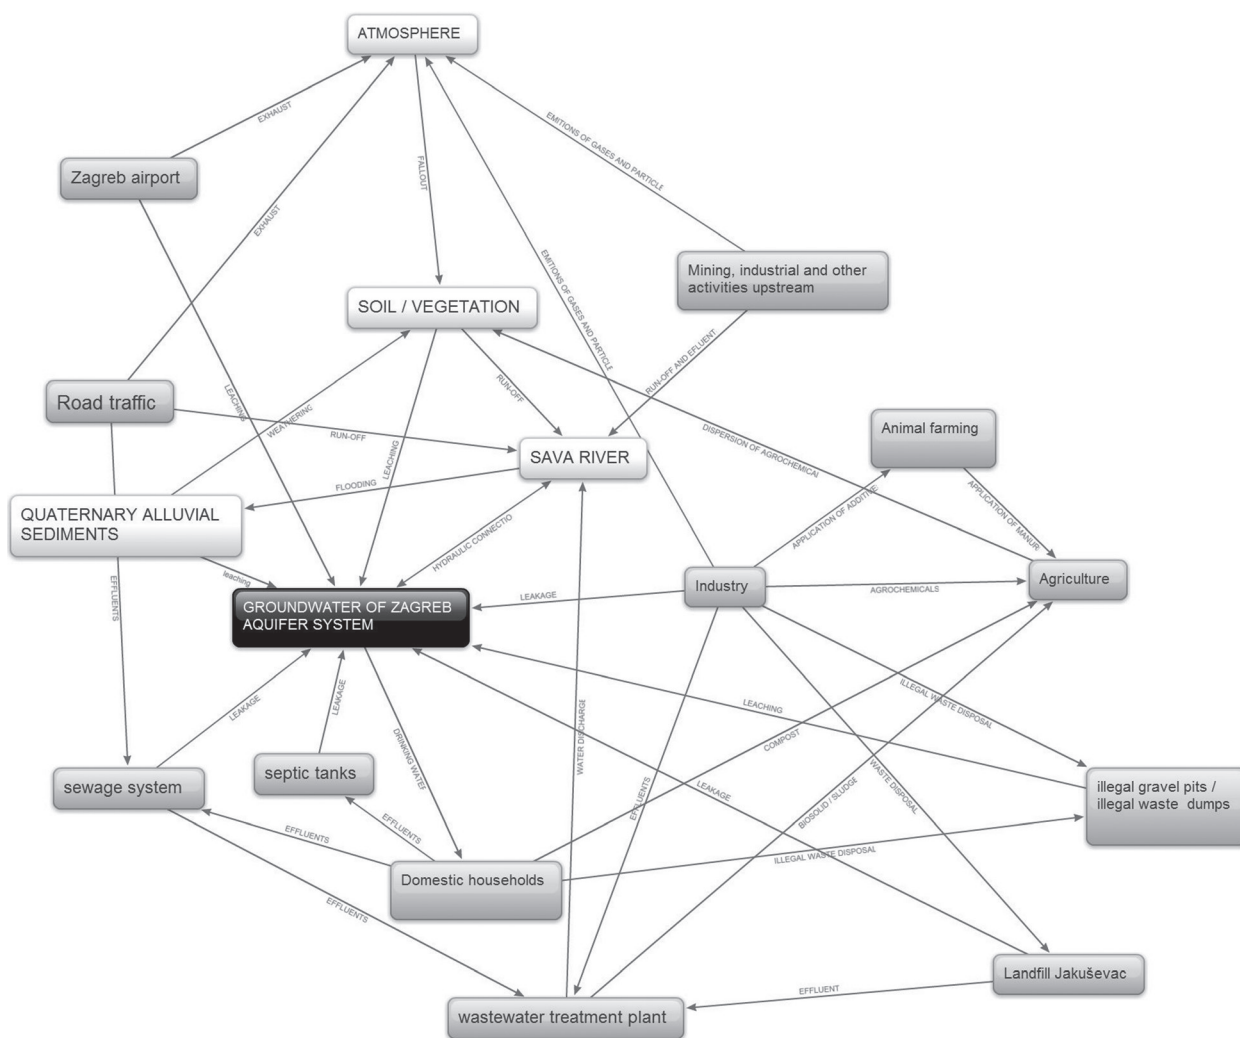 ATMOSPHERE
EXHAUST
EMITIONS OF GASES AND PARTICLE
Zagreb airport
FALLOUT
EXHAUST
Mining, industrial and other
activities upstream
SOIL / VEGETATION
EMITIONS OF GASES AND PARTICLE
RUN-OFF AND EFLUENT
RUN-OFF
Road traffic
LEACHING
WEATHERING
RUN-OFF
LEACHING
DISPERSION OF AGROCHEMICAL
Animal farming
SAVA RIVER
FLOODING
APPLICATION OF ADDITIVE
APPLICATION OF MANUR
QUATERNARY ALLUVIAL
SEDIMENTS
HYDRAULIC CONNECTIO
leaching
EFFLUENTS
Industry
AGROCHEMICALS
Agriculture
LEAKAGE
GROUNDWATER OF ZAGREB
AQUIFER SYSTEM
LEAKAGE
LEAKAGE
DRINKING WATER
WATER DISCHARGE
ILLEGAL WASTE DISPOSAL
LEACHING
COMPOST
sewage system
septic tanks
EFFLUENTS
LEAKAGE
BIOSOLID / SLUDGE
WASTE DISPOSAL
illegal gravel pits /
illegal waste dumps
EFFLUENTS
EFFLUENTS
ILLEGAL WASTE DISPOSAL
Domestic households
EFFLUENTS
Landfill Jakuševac
EFFLUENT
wastewater treatment plant